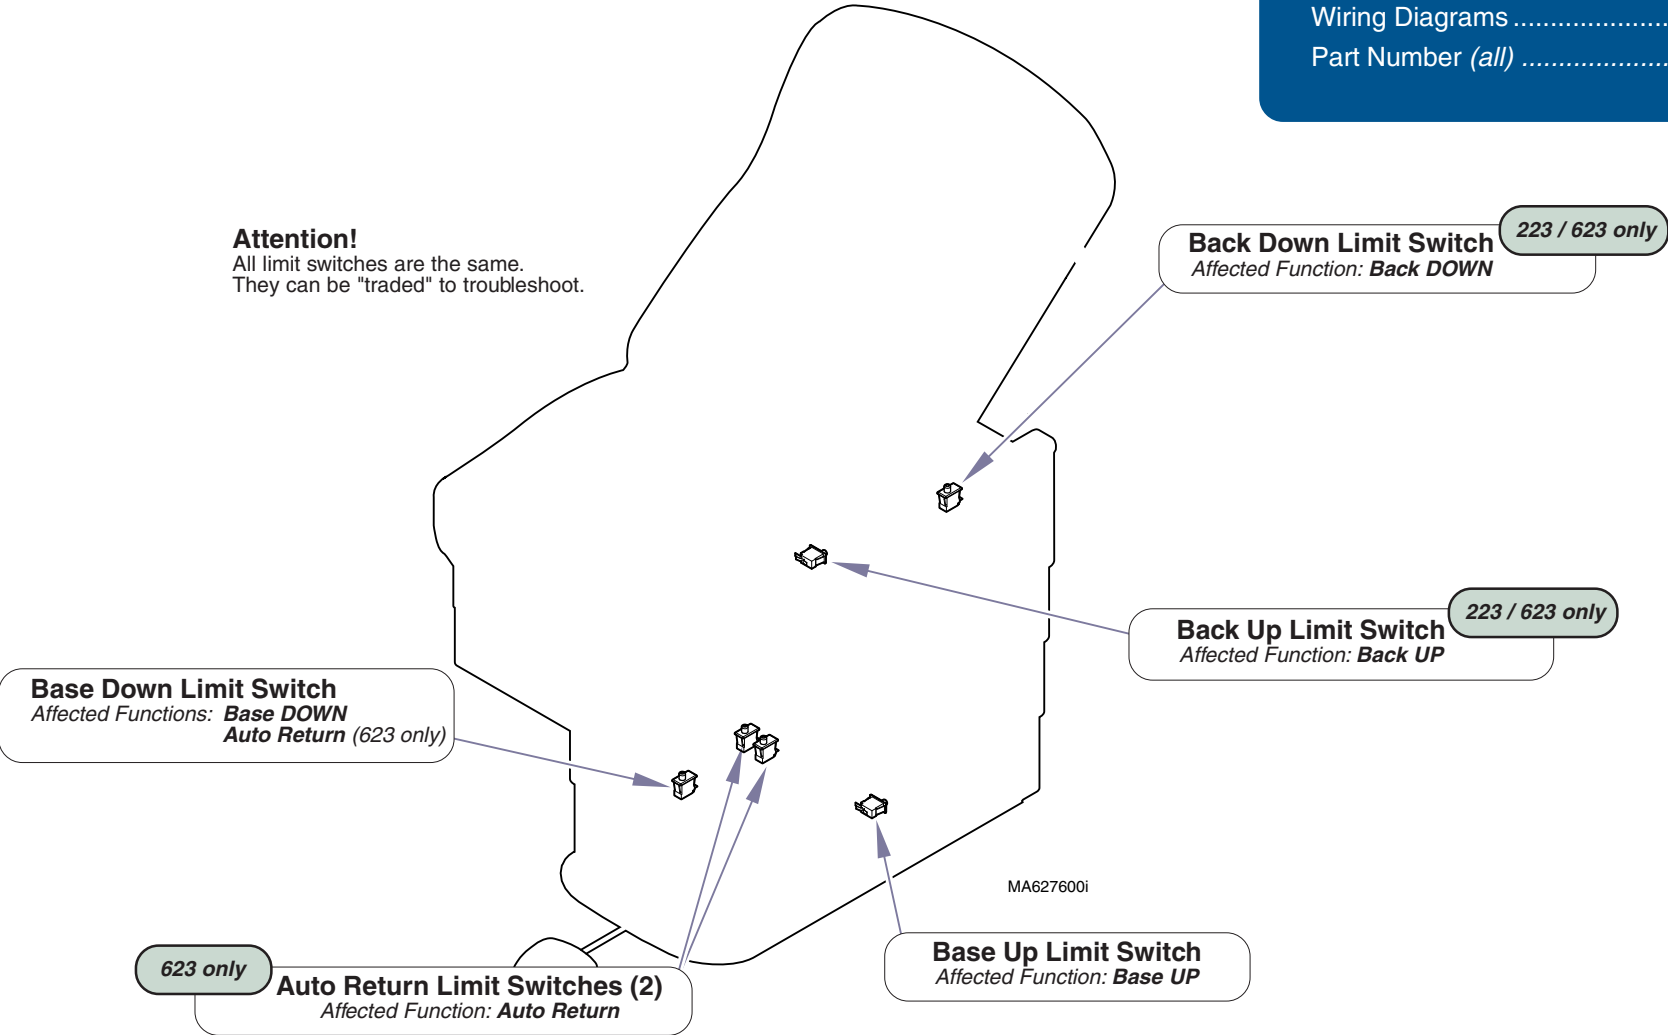 Wiring Diagrams .....................
Part Number (all) ....................
Attention!
All limit switches are the same.
They can be "traded" to troubleshoot.
223 / 623 only
Back Down Limit Switch
Affected Function: Back DOWN
223 / 623 only
Back Up Limit Switch
Affected Function: Back UP
Base Down Limit Switch
Affected Functions: Base DOWN
Auto Return (623 only)
MA627600i
Base Up Limit Switch
Affected Function: Base UP
623 only
Auto Return Limit Switches (2)
Affected Function: Auto Return